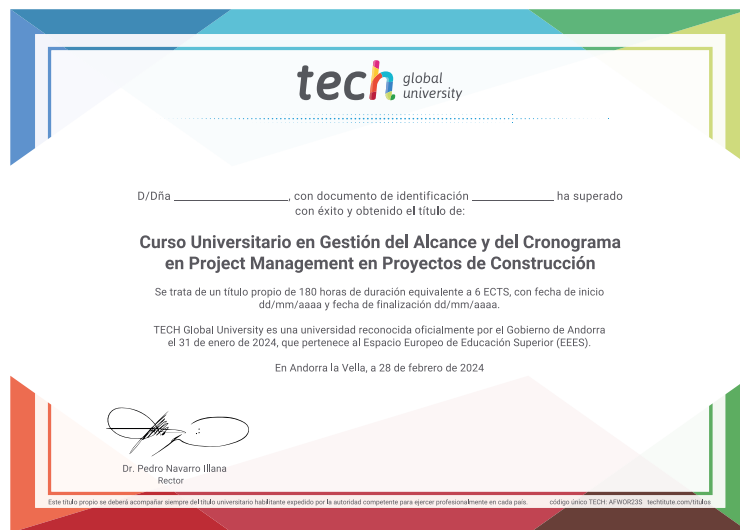 tech global
university
D/Dña ____________________, con documento de identificación ______________ ha superado
con éxito y obtenido el título de:
Curso Universitario en Gestión del Alcance y del Cronograma
en Project Management en Proyectos de Construcción
Se trata de un título propio de 180 horas de duración equivalente a 6 ECTS, con fecha de inicio
dd/mm/aaaa y fecha de finalización dd/mm/aaaa.
TECH Global University es una universidad reconocida oficialmente por el Gobierno de Andorra
el 31 de enero de 2024, que pertenece al Espacio Europeo de Educación Superior (EEES).
En Andorra la Vella, a 28 de febrero de 2024
Dr. Pedro Navarro Illana
Rector
Este título propio se deberá acompañar siempre del título universitario habilitante expedido por la autoridad competente para ejercer profesionalmente en cada país. código único TECH: AFWOR23S techtitute.com/titulos